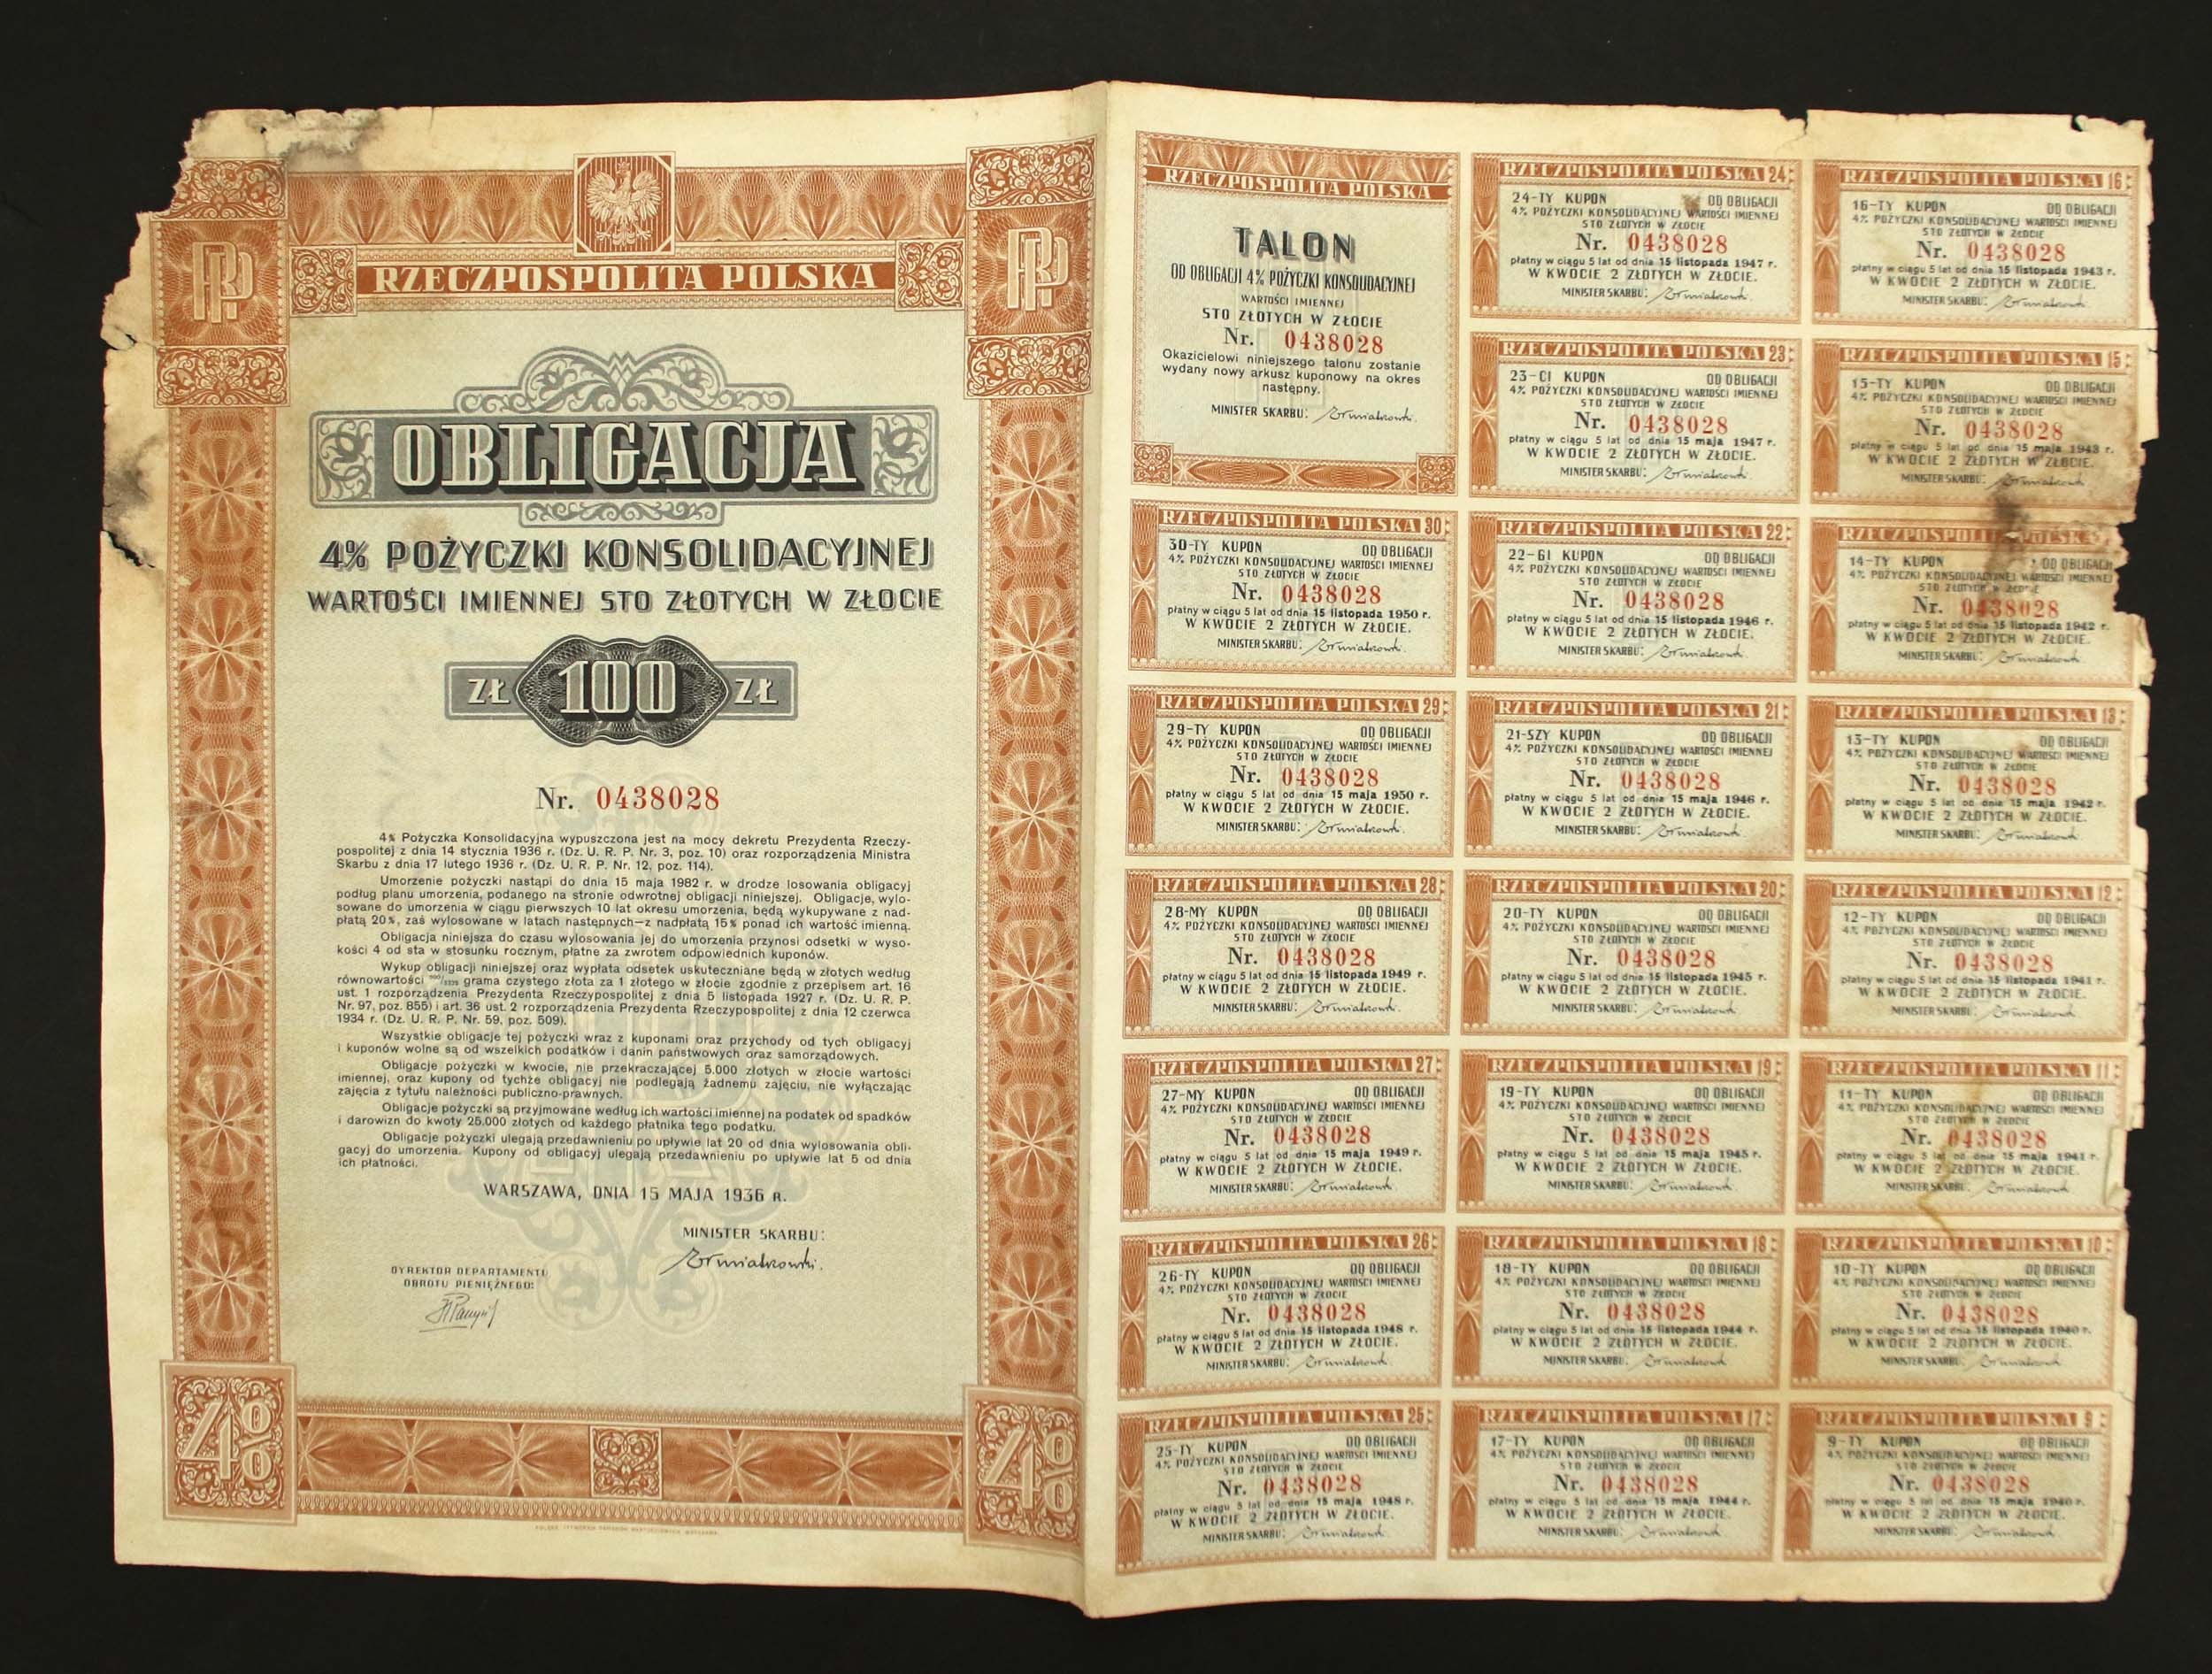 RP
RP
RZECZPOSPOLITA POLSKA
OBLIGACJA
4% POŻYCZKI KONSOLIDACYJNEJ
WARTOŚCI IMIENNEJ STO ZŁOTYCH W ZŁOCIE
ZŁ 100 ZŁ
Nr. 0438028
4% Pożyczka Konsolidacyjna wypuszczona jest na mocy dekretu Prezydenta Rzeczy-
pospolitej z dnia 14 stycznia 1936 r. (Dz. U. R. P. Nr. 3, poz. 10) oraz rozporządzenia Ministra
Skarbu z dnia 17 lutego 1936 r. (Dz. U. R. P. Nr. 12, poz. 114).
Umorzenie pożyczki nastąpi do dnia 15 maja 1982 r. w drodze losowania obligacyj
podług planu umorzenia, podanego na stronie odwrotnej obligacji niniejszej. Obligacje, wylo-
sowane do umorzenia w ciągu pierwszych 10 lat okresu umorzenia, będą wykupywane z nad-
płatą 20%, zaś wylosowane w latach następnych—z nadpłatą 15% ponad ich wartość imienną.
Obligacja niniejsza do czasu wylosowania jej do umorzenia przynosi odsetki w wyso-
kości 4 od sta w stosunku rocznym, płatne za zwrotem odpowiednich kuponów.
Wykup obligacji niniejszej oraz wypłata odsetek uskuteczniane będą w złotych według
równowartości grama czystego złota za 1 złotego w złocie zgodnie z przepisem art. 16
ust. 1 rozporządzenia Prezydenta Rzeczypospolitej z dnia 5 listopada 1927 r. (Dz. U. R. P.
Nr. 97, poz. 855) i art. 36 ust. 2 rozporządzenia Prezydenta Rzeczypospolitej z dnia 12 czerwca
1934 r. (Dz. U. R. P. Nr. 59, poz. 509).
Wszystkie obligacje tej pożyczki wraz z kuponami oraz przychody od tych obligacyj
i kuponów wolne są od wszelkich podatków i danin państwowych oraz samorządowych.
Obligacje pożyczki w kwocie, nie przekraczającej 5.000 złotych w złocie wartości
imiennej, oraz kupony od tychże obligacyj nie podlegają żadnemu zajęciu, nie wyłączając
zajęcia z tytułu należności publiczno-prawnych.
Obligacje pożyczki są przyjmowane według ich wartości imiennej na podatek od spadków
i darowizn do kwoty 25.000 złotych od każdego płatnika tego podatku.
Obligacje pożyczki ulegają przedawnieniu po upływie lat 20 od dnia wylosowania obli-
gacyj do umorzenia. Kupony od obligacyj ulegają przedawnieniu po upływie lat 5 od dnia
ich płatności.
WARSZAWA, DNIA 15 MAJA 1936 R.
MINISTER SKARBU:
DYREKTOR DEPARTAMENTU
OBROTU PIENIĘŻNEGO:
4%
4%
RZECZPOSPOLITA POLSKA
TALON
OD OBLIGACJI 4% POŻYCZKI KONSOLIDACYJNEJ
WARTOŚCI IMIENNEJ
STO ZŁOTYCH W ZŁOCIE
Nr. 0438028
Okazicielowi niniejszego talonu zostanie
wydany nowy arkusz kuponowy na okres
następny.
MINISTER SKARBU:
RZECZPOSPOLITA POLSKA 30
30-TY KUPON OD OBLIGACJI
4% POŻYCZKI KONSOLIDACYJNEJ WARTOŚCI IMIENNEJ
STO ZŁOTYCH W ZŁOCIE
Nr. 0438028
płatny w ciągu 5 lat od dnia 15 listopada 1950 r.
W KWOCIE 2 ZŁOTYCH W ZŁOCIE.
MINISTER SKARBU:
RZECZPOSPOLITA POLSKA 29
29-TY KUPON OD OBLIGACJI
4% POŻYCZKI KONSOLIDACYJNEJ WARTOŚCI IMIENNEJ
STO ZŁOTYCH W ZŁOCIE
Nr. 0438028
płatny w ciągu 5 lat od dnia 15 maja 1950 r.
W KWOCIE 2 ZŁOTYCH W ZŁOCIE.
MINISTER SKARBU:
RZECZPOSPOLITA POLSKA 28
28-MY KUPON OD OBLIGACJI
4% POŻYCZKI KONSOLIDACYJNEJ WARTOŚCI IMIENNEJ
STO ZŁOTYCH W ZŁOCIE
Nr. 0438028
płatny w ciągu 5 lat od dnia 15 listopada 1949 r.
W KWOCIE 2 ZŁOTYCH W ZŁOCIE.
MINISTER SKARBU:
RZECZPOSPOLITA POLSKA 27
27-MY KUPON OD OBLIGACJI
4% POŻYCZKI KONSOLIDACYJNEJ WARTOŚCI IMIENNEJ
STO ZŁOTYCH W ZŁOCIE
Nr. 0438028
płatny w ciągu 5 lat od dnia 15 maja 1949 r.
W KWOCIE 2 ZŁOTYCH W ZŁOCIE.
MINISTER SKARBU:
RZECZPOSPOLITA POLSKA 26
26-TY KUPON OD OBLIGACJI
4% POŻYCZKI KONSOLIDACYJNEJ WARTOŚCI IMIENNEJ
STO ZŁOTYCH W ZŁOCIE
Nr. 0438028
płatny w ciągu 5 lat od dnia 15 listopada 1948 r.
W KWOCIE 2 ZŁOTYCH W ZŁOCIE.
MINISTER SKARBU:
RZECZPOSPOLITA POLSKA 25
25-TY KUPON OD OBLIGACJI
4% POŻYCZKI KONSOLIDACYJNEJ WARTOŚCI IMIENNEJ
STO ZŁOTYCH W ZŁOCIE
Nr. 0438028
płatny w ciągu 5 lat od dnia 15 maja 1948 r.
W KWOCIE 2 ZŁOTYCH W ZŁOCIE.
MINISTER SKARBU:
RZECZPOSPOLITA POLSKA 24
24-TY KUPON OD OBLIGACJI
4% POŻYCZKI KONSOLIDACYJNEJ WARTOŚCI IMIENNEJ
STO ZŁOTYCH W ZŁOCIE
Nr. 0438028
płatny w ciągu 5 lat od dnia 15 listopada 1947 r.
W KWOCIE 2 ZŁOTYCH W ZŁOCIE.
MINISTER SKARBU:
RZECZPOSPOLITA POLSKA 23
23-CI KUPON OD OBLIGACJI
4% POŻYCZKI KONSOLIDACYJNEJ WARTOŚCI IMIENNEJ
STO ZŁOTYCH W ZŁOCIE
Nr. 0438028
płatny w ciągu 5 lat od dnia 15 maja 1947 r.
W KWOCIE 2 ZŁOTYCH W ZŁOCIE.
MINISTER SKARBU:
RZECZPOSPOLITA POLSKA 22
22-GI KUPON OD OBLIGACJI
4% POŻYCZKI KONSOLIDACYJNEJ WARTOŚCI IMIENNEJ
STO ZŁOTYCH W ZŁOCIE
Nr. 0438028
płatny w ciągu 5 lat od dnia 15 listopada 1946 r.
W KWOCIE 2 ZŁOTYCH W ZŁOCIE.
MINISTER SKARBU:
RZECZPOSPOLITA POLSKA 21
21-SZY KUPON OD OBLIGACJI
4% POŻYCZKI KONSOLIDACYJNEJ WARTOŚCI IMIENNEJ
STO ZŁOTYCH W ZŁOCIE
Nr. 0438028
płatny w ciągu 5 lat od dnia 15 maja 1946 r.
W KWOCIE 2 ZŁOTYCH W ZŁOCIE.
MINISTER SKARBU:
RZECZPOSPOLITA POLSKA 20
20-TY KUPON OD OBLIGACJI
4% POŻYCZKI KONSOLIDACYJNEJ WARTOŚCI IMIENNEJ
STO ZŁOTYCH W ZŁOCIE
Nr. 0438028
płatny w ciągu 5 lat od dnia 15 listopada 1945 r.
W KWOCIE 2 ZŁOTYCH W ZŁOCIE.
MINISTER SKARBU:
RZECZPOSPOLITA POLSKA 19
19-TY KUPON OD OBLIGACJI
4% POŻYCZKI KONSOLIDACYJNEJ WARTOŚCI IMIENNEJ
STO ZŁOTYCH W ZŁOCIE
Nr. 0438028
płatny w ciągu 5 lat od dnia 15 maja 1945 r.
W KWOCIE 2 ZŁOTYCH W ZŁOCIE.
MINISTER SKARBU:
RZECZPOSPOLITA POLSKA 18
18-TY KUPON OD OBLIGACJI
4% POŻYCZKI KONSOLIDACYJNEJ WARTOŚCI IMIENNEJ
STO ZŁOTYCH W ZŁOCIE
Nr. 0438028
płatny w ciągu 5 lat od dnia 15 listopada 1944 r.
W KWOCIE 2 ZŁOTYCH W ZŁOCIE.
MINISTER SKARBU:
RZECZPOSPOLITA POLSKA 17
17-TY KUPON OD OBLIGACJI
4% POŻYCZKI KONSOLIDACYJNEJ WARTOŚCI IMIENNEJ
STO ZŁOTYCH W ZŁOCIE
Nr. 0438028
płatny w ciągu 5 lat od dnia 15 maja 1944 r.
W KWOCIE 2 ZŁOTYCH W ZŁOCIE.
MINISTER SKARBU:
RZECZPOSPOLITA POLSKA 16
16-TY KUPON OD OBLIGACJI
4% POŻYCZKI KONSOLIDACYJNEJ WARTOŚCI IMIENNEJ
STO ZŁOTYCH W ZŁOCIE
Nr. 0438028
płatny w ciągu 5 lat od dnia 15 listopada 1943 r.
W KWOCIE 2 ZŁOTYCH W ZŁOCIE.
MINISTER SKARBU:
RZECZPOSPOLITA POLSKA 15
15-TY KUPON OD OBLIGACJI
4% POŻYCZKI KONSOLIDACYJNEJ WARTOŚCI IMIENNEJ
STO ZŁOTYCH W ZŁOCIE
Nr. 0438028
płatny w ciągu 5 lat od dnia 15 maja 1943 r.
W KWOCIE 2 ZŁOTYCH W ZŁOCIE.
MINISTER SKARBU:
RZECZPOSPOLITA POLSKA
14-TY KUPON OD OBLIGACJI
4% POŻYCZKI KONSOLIDACYJNEJ WARTOŚCI IMIENNEJ
STO ZŁOTYCH W ZŁOCIE
Nr. 0438028
płatny w ciągu 5 lat od dnia 15 listopada 1942 r.
W KWOCIE 2 ZŁOTYCH W ZŁOCIE.
MINISTER SKARBU:
RZECZPOSPOLITA POLSKA 13
13-TY KUPON OD OBLIGACJI
4% POŻYCZKI KONSOLIDACYJNEJ WARTOŚCI IMIENNEJ
STO ZŁOTYCH W ZŁOCIE
Nr. 0438028
płatny w ciągu 5 lat od dnia 15 maja 1942 r.
W KWOCIE 2 ZŁOTYCH W ZŁOCIE.
MINISTER SKARBU:
RZECZPOSPOLITA POLSKA 12
12-TY KUPON OD OBLIGACJI
4% POŻYCZKI KONSOLIDACYJNEJ WARTOŚCI IMIENNEJ
STO ZŁOTYCH W ZŁOCIE
Nr. 0438028
płatny w ciągu 5 lat od dnia 15 listopada 1941 r.
W KWOCIE 2 ZŁOTYCH W ZŁOCIE.
MINISTER SKARBU:
RZECZPOSPOLITA POLSKA 11
11-TY KUPON OD OBLIGACJI
4% POŻYCZKI KONSOLIDACYJNEJ WARTOŚCI IMIENNEJ
STO ZŁOTYCH W ZŁOCIE
Nr. 0438028
płatny w ciągu 5 lat od dnia 15 maja 1941 r.
W KWOCIE 2 ZŁOTYCH W ZŁOCIE.
MINISTER SKARBU:
RZECZPOSPOLITA POLSKA 10
10-TY KUPON OD OBLIGACJI
4% POŻYCZKI KONSOLIDACYJNEJ WARTOŚCI IMIENNEJ
STO ZŁOTYCH W ZŁOCIE
Nr. 0438028
płatny w ciągu 5 lat od dnia 15 listopada 1940 r.
W KWOCIE 2 ZŁOTYCH W ZŁOCIE.
MINISTER SKARBU:
RZECZPOSPOLITA POLSKA 9
9-TY KUPON OD OBLIGACJI
4% POŻYCZKI KONSOLIDACYJNEJ WARTOŚCI IMIENNEJ
STO ZŁOTYCH W ZŁOCIE
Nr. 0438028
płatny w ciągu 5 lat od dnia 15 maja 1940 r.
W KWOCIE 2 ZŁOTYCH W ZŁOCIE.
MINISTER SKARBU: